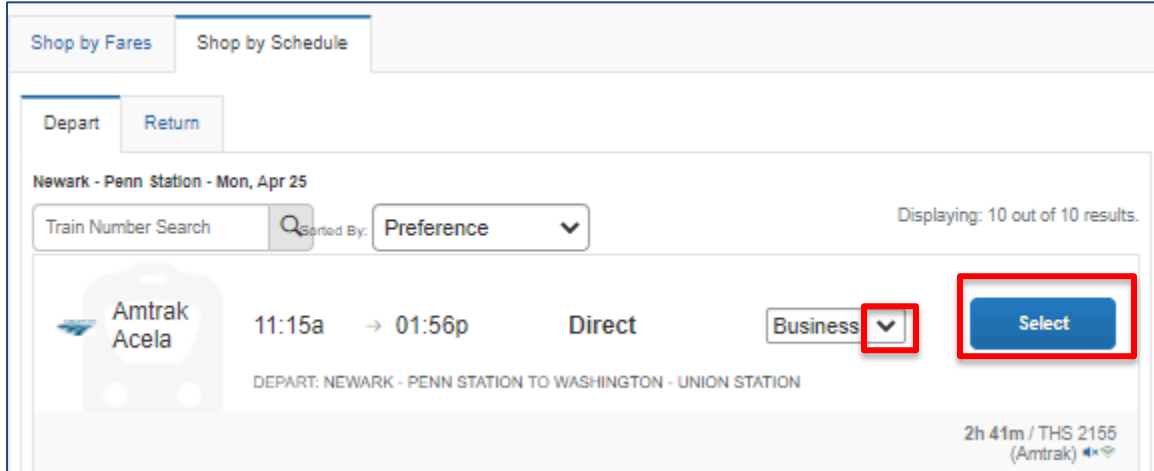 Shop by Fares Shop by Schedule
Depart Return
Newark - Penn Station - Mon, Apr 25
Train Number Search Sorted By: Preference Displaying: 10 out of 10 results.
Amtrak
Acela
11:15a → 01:56p Direct Business Select
DEPART: NEWARK - PENN STATION TO WASHINGTON - UNION STATION
2h 41m / THS 2155
(Amtrak)